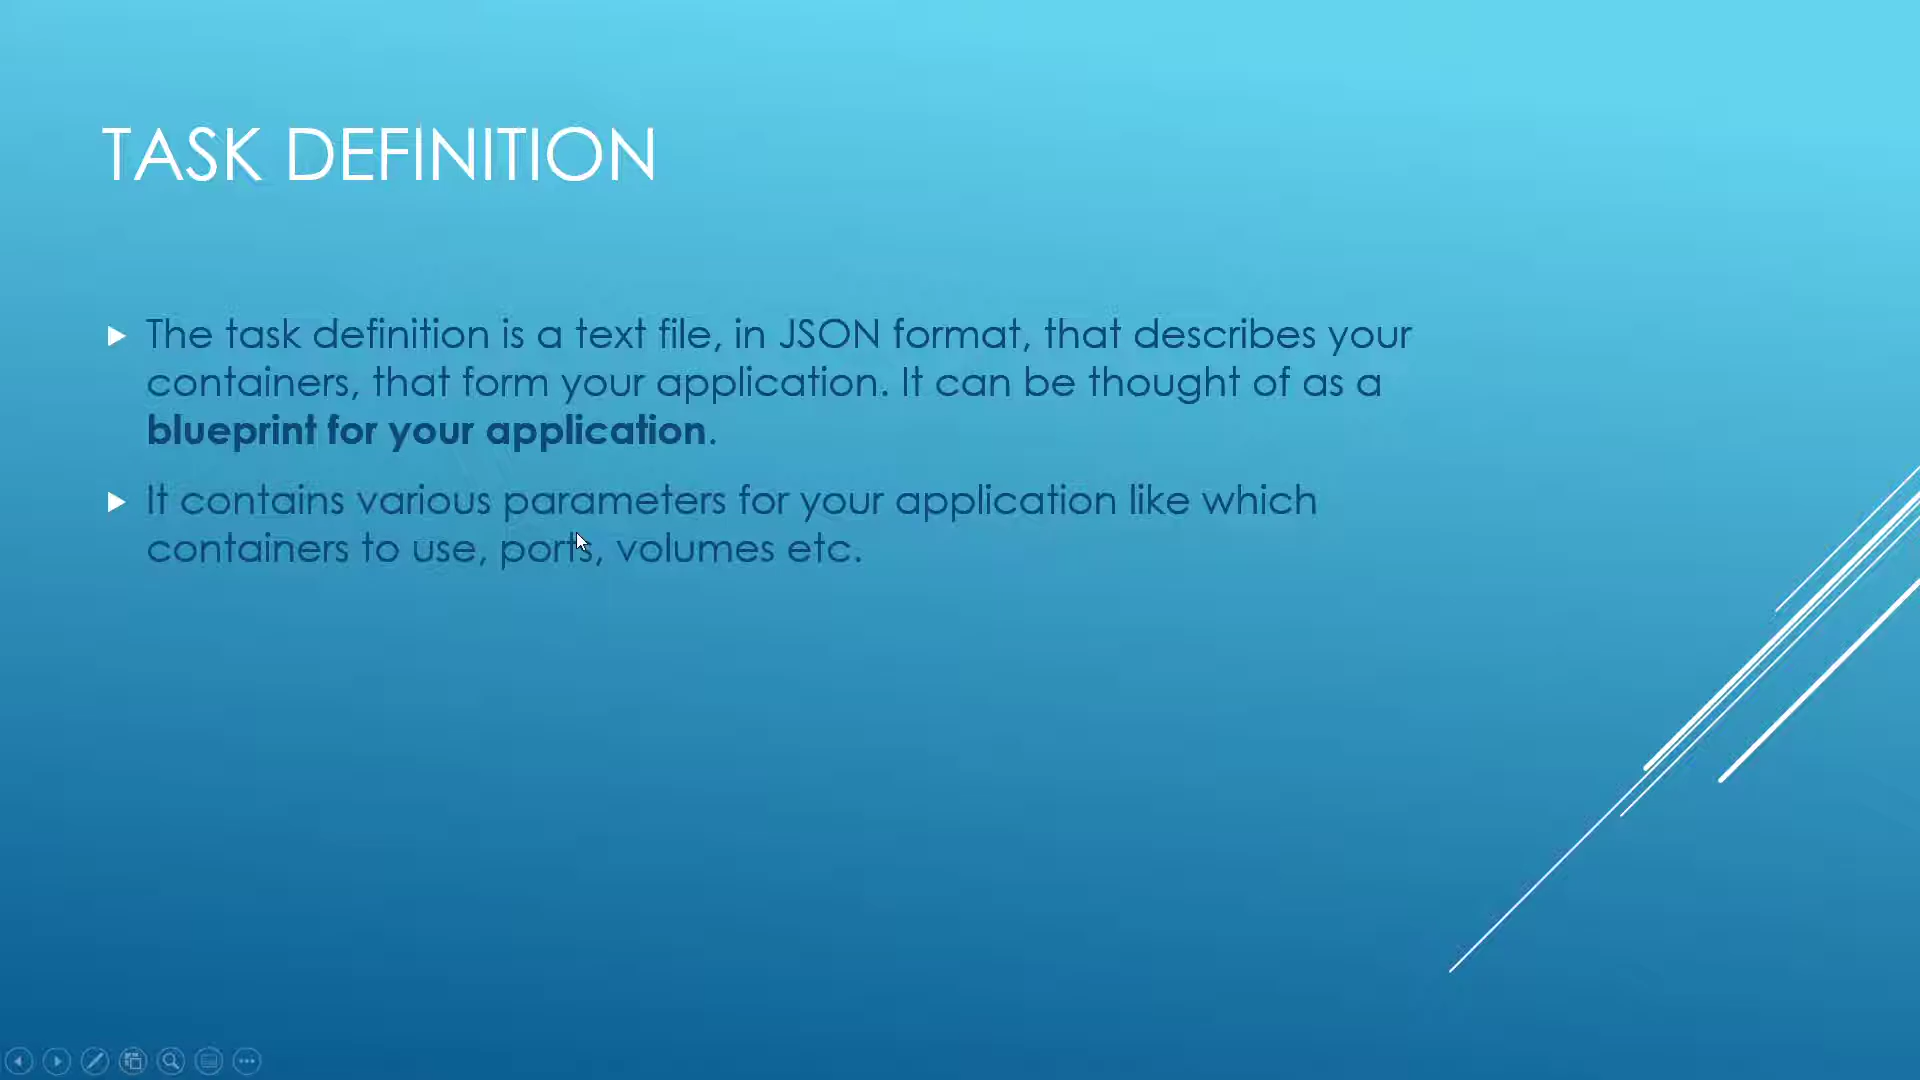 TASK DEFINITION
The task definition is a text file, in JSON format, that describes your
containers, that form your application. It can be thought of as a
blueprint for your application.
It contains various parameters for your application like which
containers to use, ports, volumes etc.